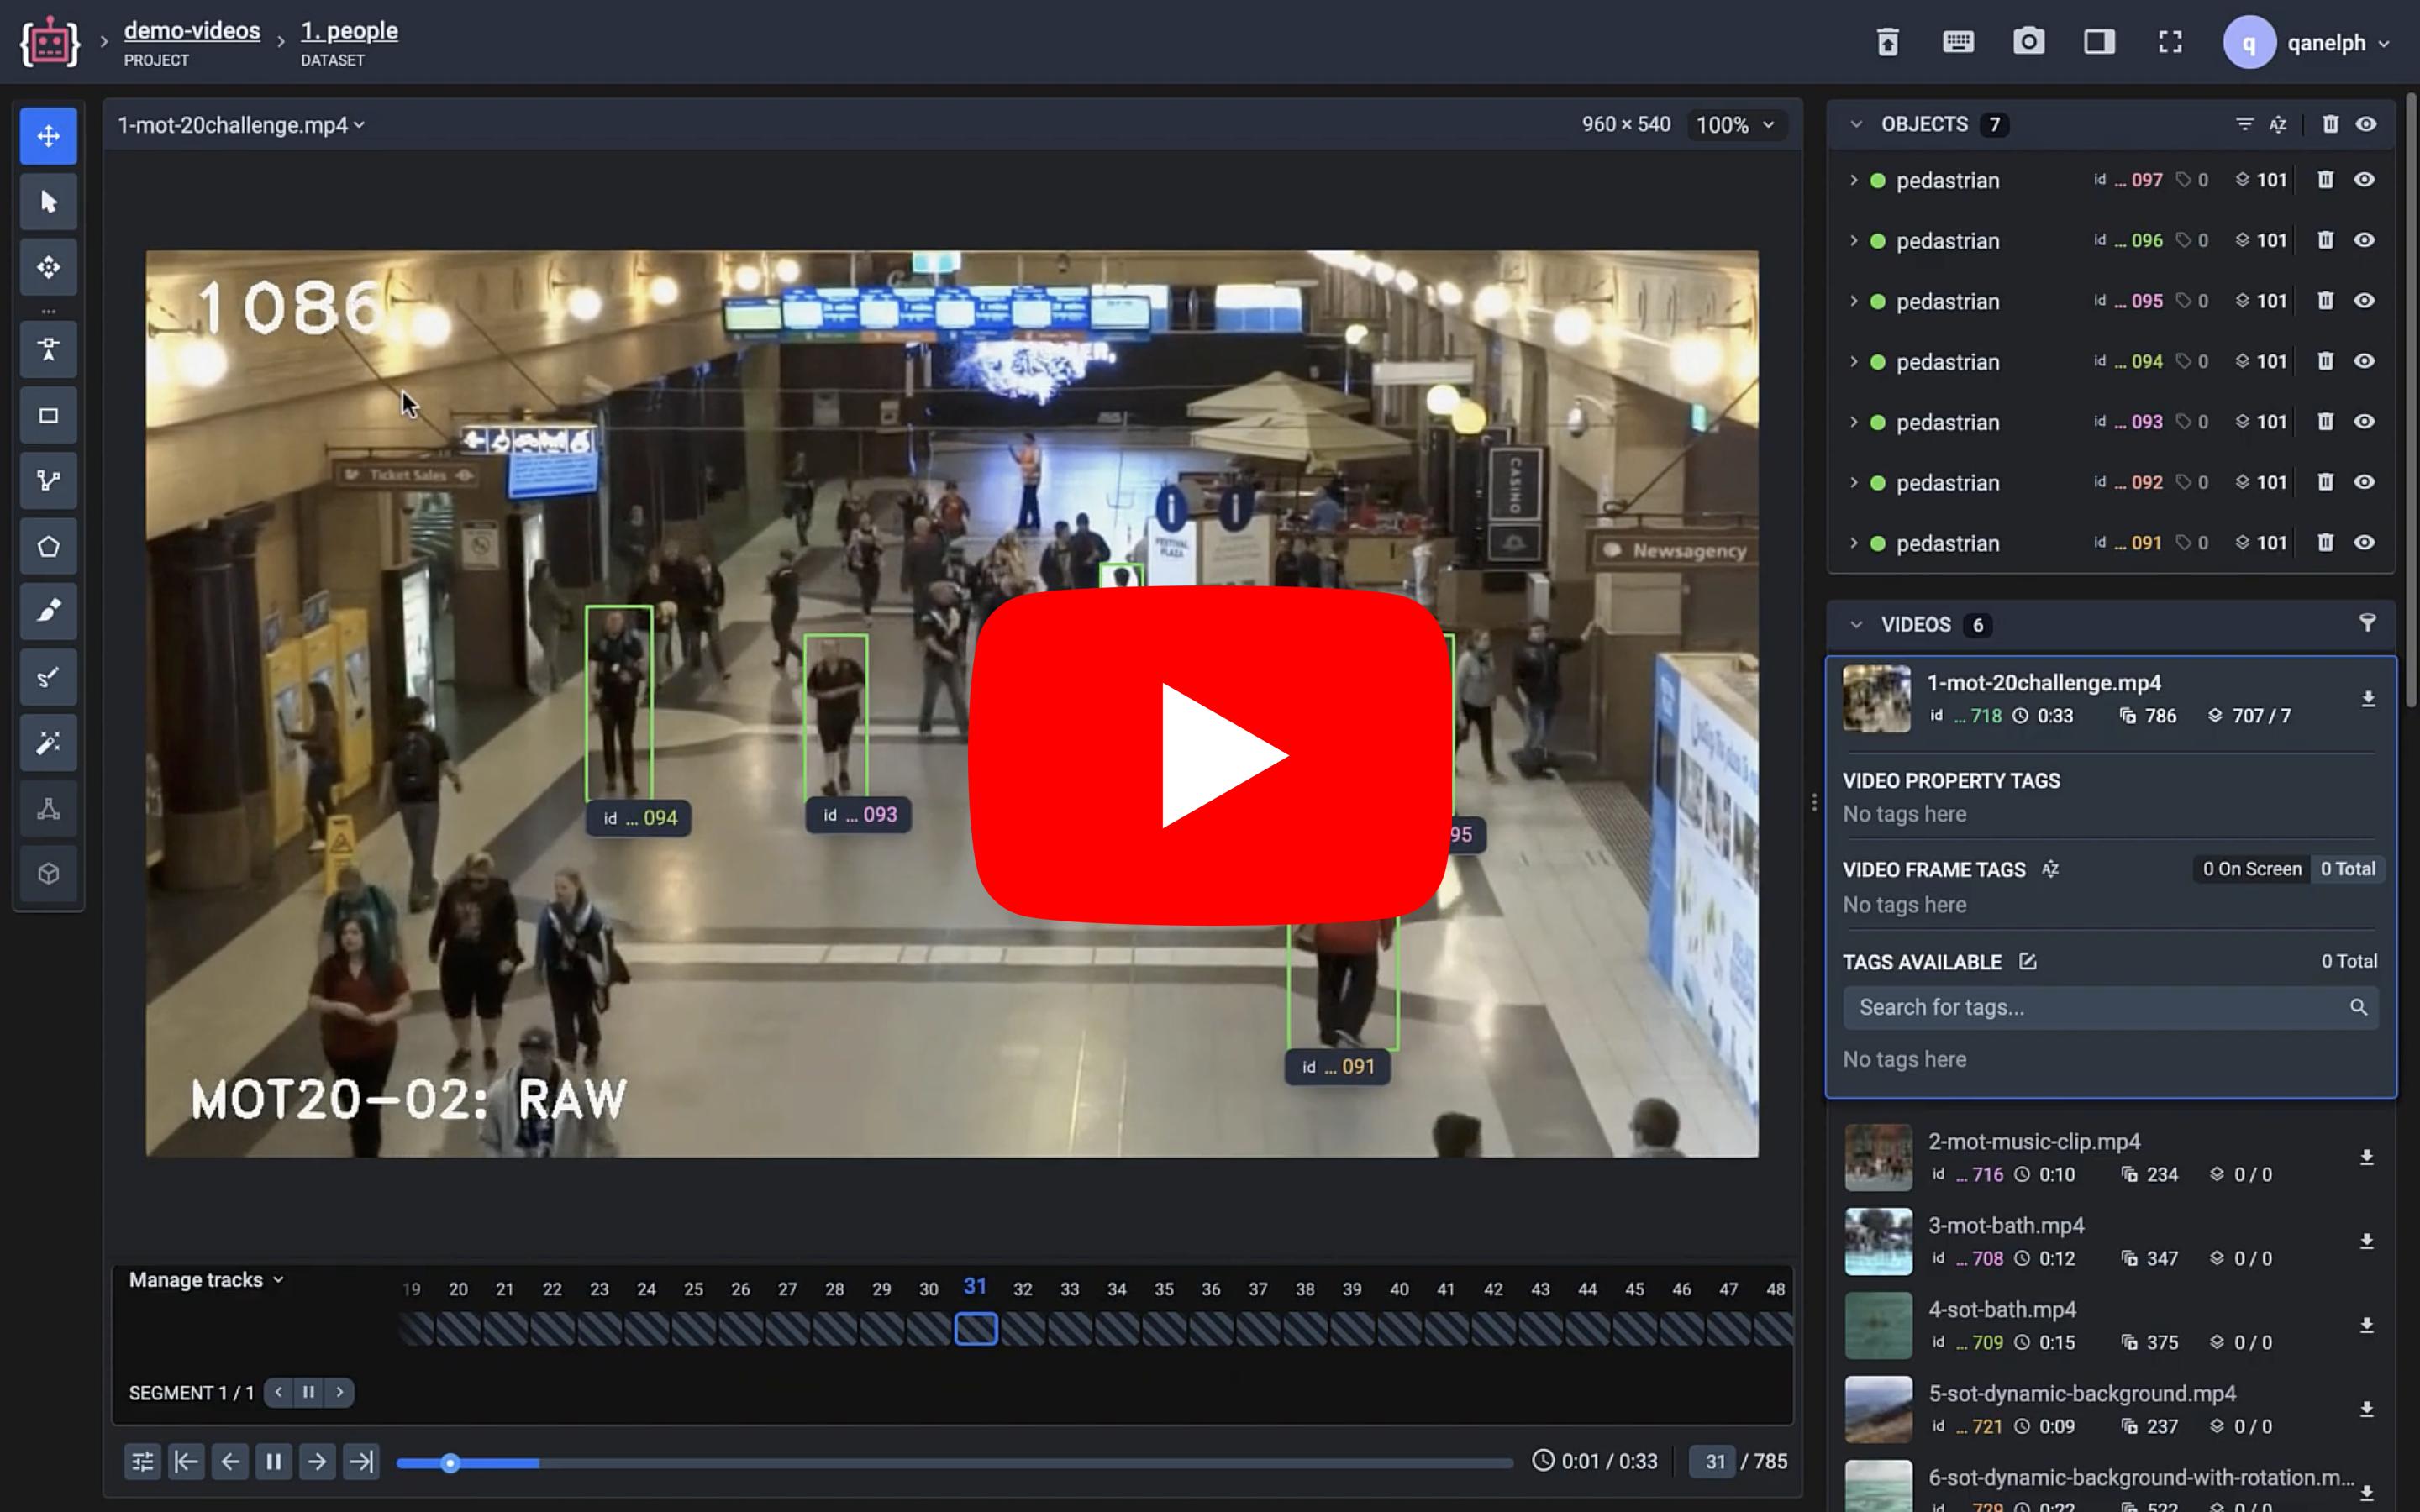 demo-videos
PROJECT
1. people
DATASET
q
qanelph
1-mot-20challenge.mp4
960 × 540
100%
1086
Ticket Sales
CASINO
FESTIVAL
PLAZA
Newsagency
id ... 094
id ... 093
95
id ... 091
MOT20-02: RAW
Manage tracks
19 20 21 22 23 24 25 26 27 28 29 30 31 32 33 34 35 36 37 38 39 40 41 42 43 44 45 46 47 48
SEGMENT 1 / 1
0:01 / 0:33
31 / 785
OBJECTS 7
pedastrian id ... 097 0 101
pedastrian id ... 096 0 101
pedastrian id ... 095 0 101
pedastrian id ... 094 0 101
pedastrian id ... 093 0 101
pedastrian id ... 092 0 101
pedastrian id ... 091 0 101
VIDEOS 6
1-mot-20challenge.mp4
id ... 718 0:33 786 707 / 7
VIDEO PROPERTY TAGS
No tags here
VIDEO FRAME TAGS
0 On Screen 0 Total
No tags here
TAGS AVAILABLE 0 Total
Search for tags...
No tags here
2-mot-music-clip.mp4
id ... 716 0:10 234 0 / 0
3-mot-bath.mp4
id ... 708 0:12 347 0 / 0
4-sot-bath.mp4
id ... 709 0:15 375 0 / 0
5-sot-dynamic-background.mp4
id ... 721 0:09 237 0 / 0
6-sot-dynamic-background-with-rotation.m...
id ... 729 0:22 522 0 / 0